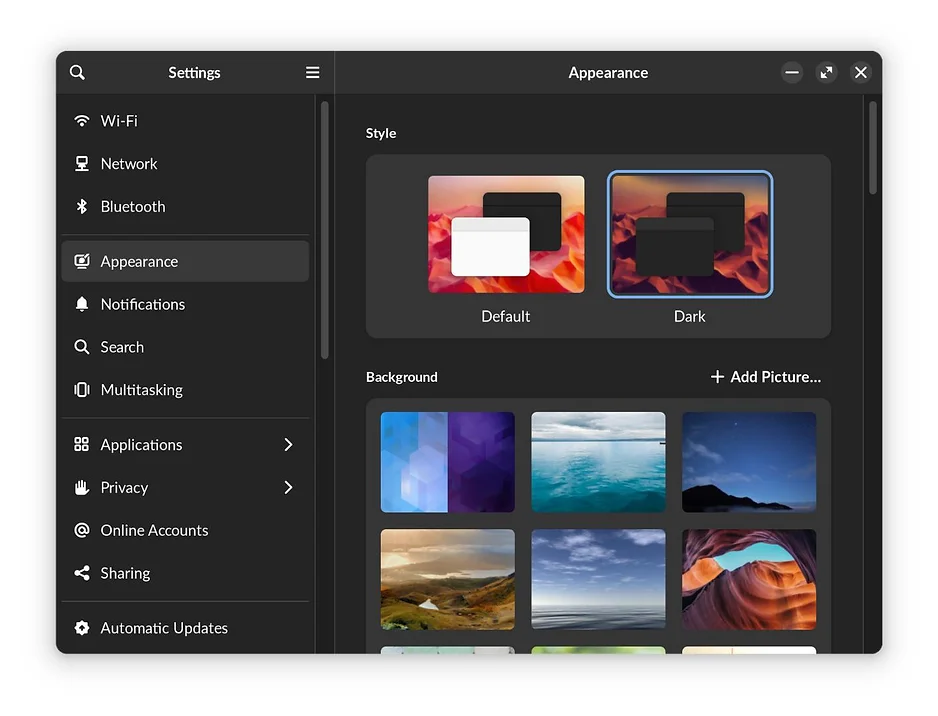 Settings
Wi-Fi
Network
Bluetooth
Appearance
Notifications
Search
Multitasking
Applications
Privacy
Online Accounts
Sharing
Automatic Updates
Appearance
Style
Default
Dark
Background
Add Picture...